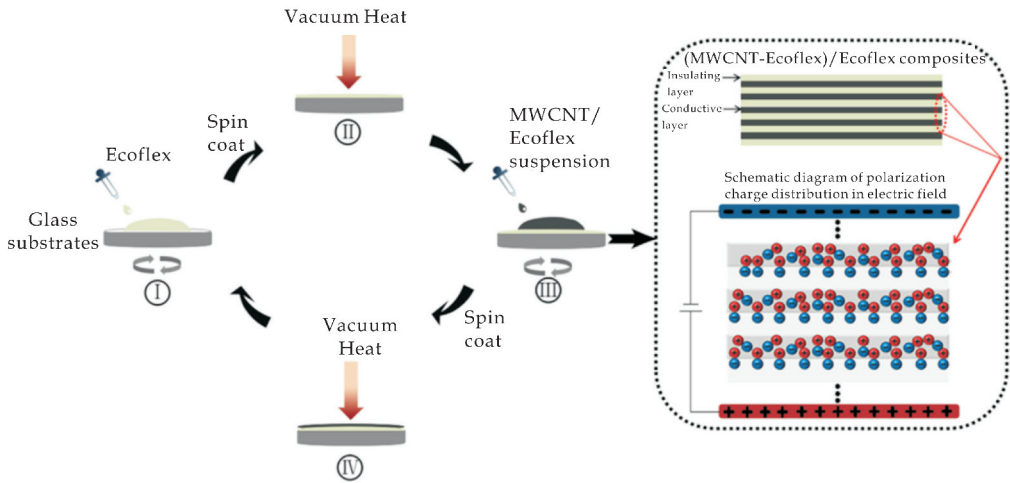 Vacuum Heat
Ⅱ
Spin
coat
Ecoflex
Glass
substrates
Ⅰ
MWCNT/
Ecoflex
suspension
Ⅲ
Spin
coat
Vacuum
Heat
Ⅳ
(MWCNT-Ecoflex)/Ecoflex composites
Insulating
layer
Conductive
layer
Schematic diagram of polarization
charge distribution in electric field